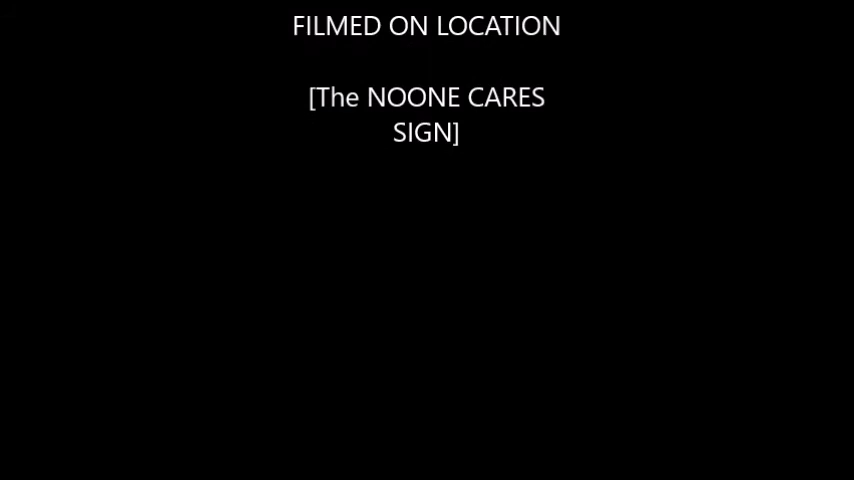 FILMED ON LOCATION
[The NOONE CARES
SIGN]